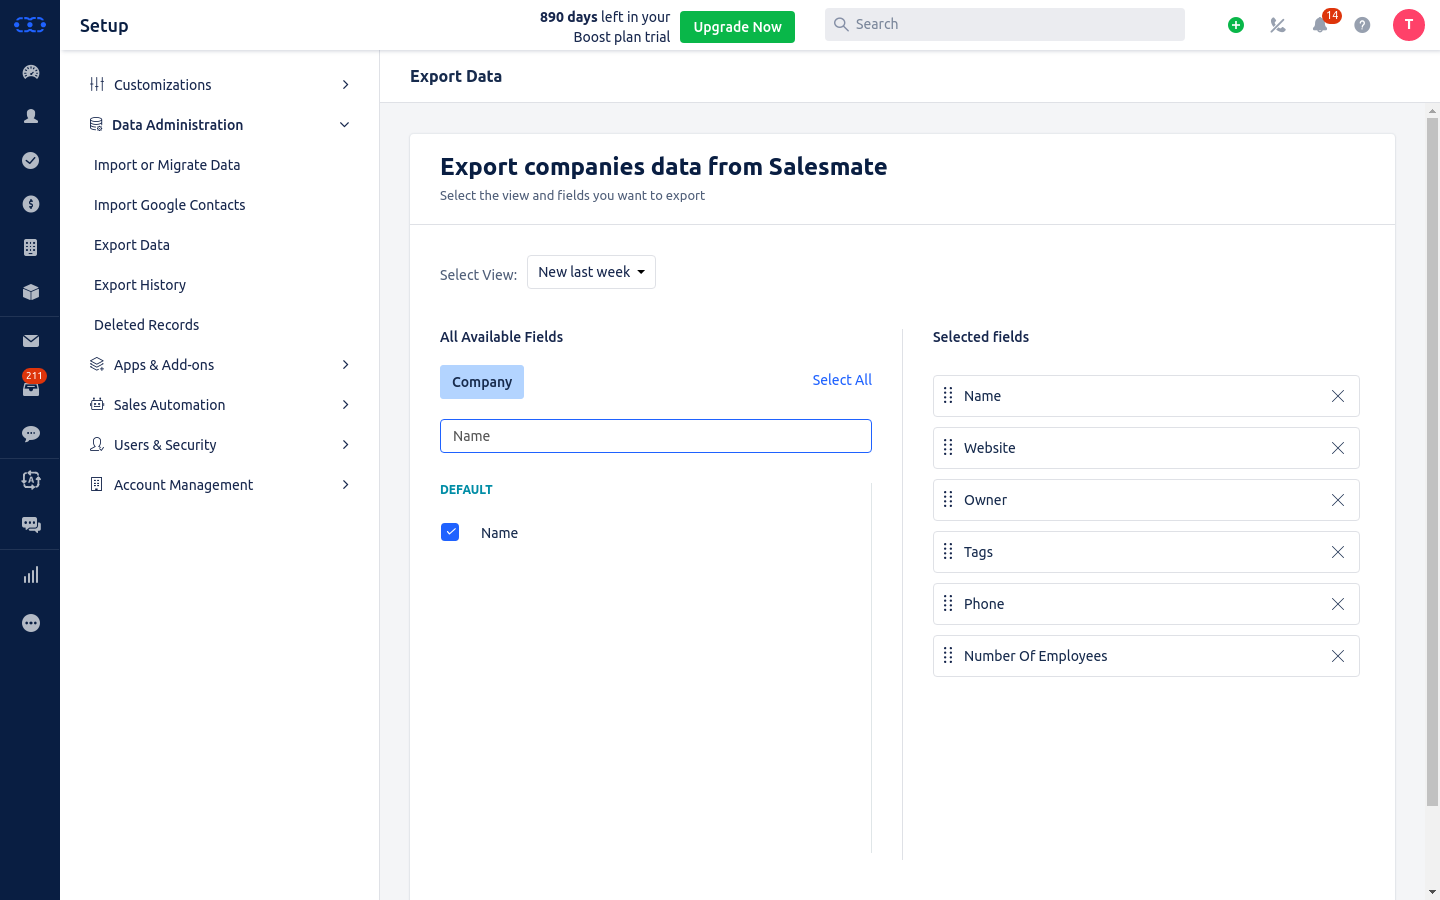 Setup
890 days left in your
Boost plan trial
Upgrade Now
Search
14
?
T
Customizations
Data Administration
Import or Migrate Data
Import Google Contacts
Export Data
Export History
Deleted Records
Apps & Add-ons
Sales Automation
Users & Security
Account Management
211
Export Data
Export companies data from Salesmate
Select the view and fields you want to export
Select View:
New last week
All Available Fields
Company
Select All
Name
DEFAULT
Name
Selected fields
Name
Website
Owner
Tags
Phone
Number Of Employees